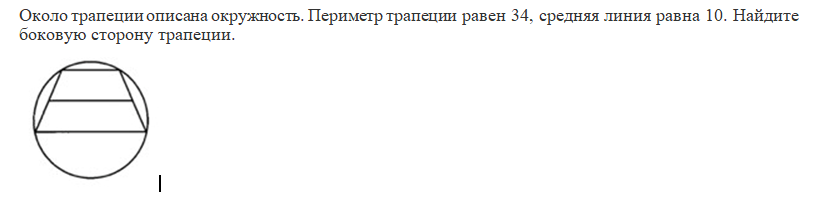 Около трапеции описана окружность. Периметр трапеции равен 34, средняя линия равна 10. Найдите
боковую сторону трапеции.